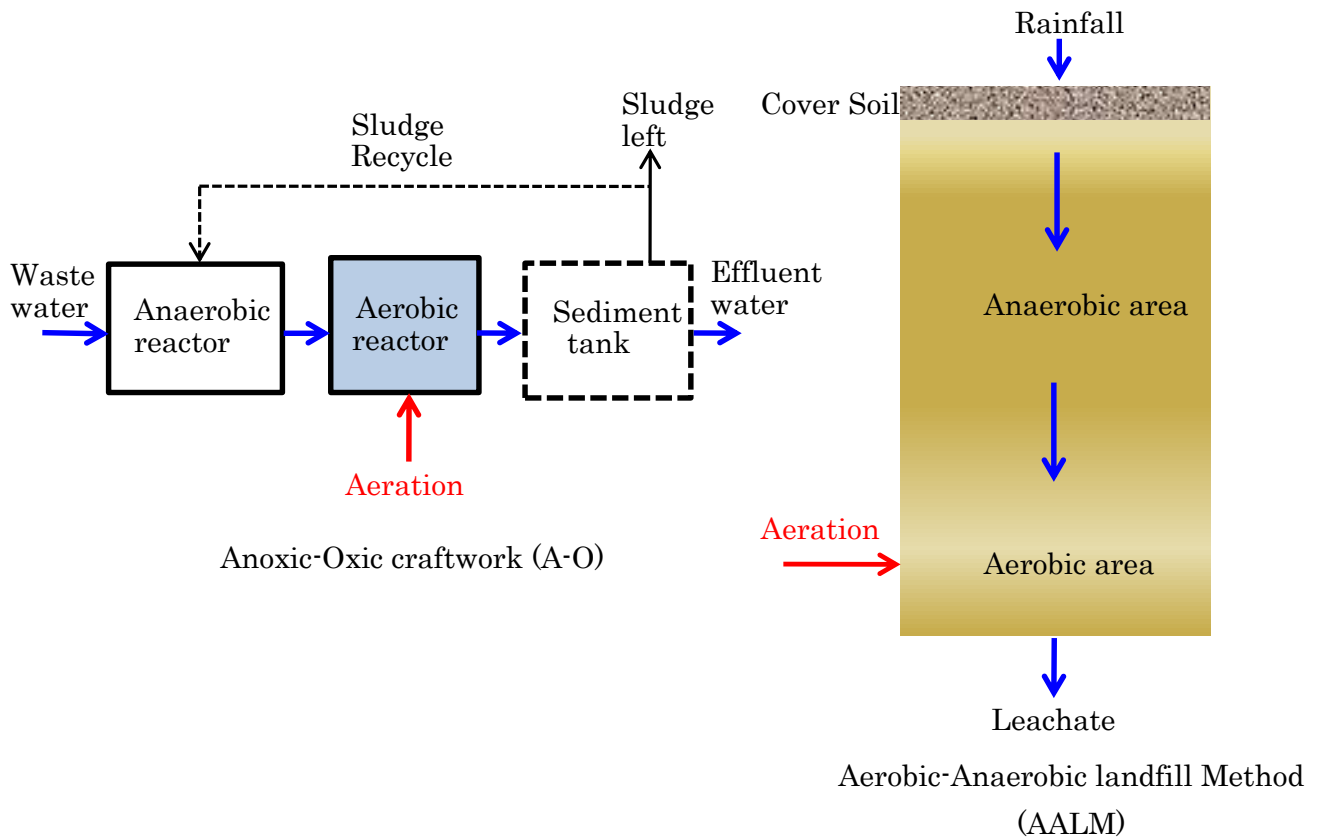 Rainfall
Cover Soil
Sludge
left
Sludge
Recycle
Waste
water
Anaerobic
reactor
Aerobic
reactor
Sediment
tank
Effluent
water
Aeration
Anoxic-Oxic craftwork (A-O)
Anaerobic area
Aeration
Aerobic area
Leachate
Aerobic-Anaerobic landfill Method
(AALM)